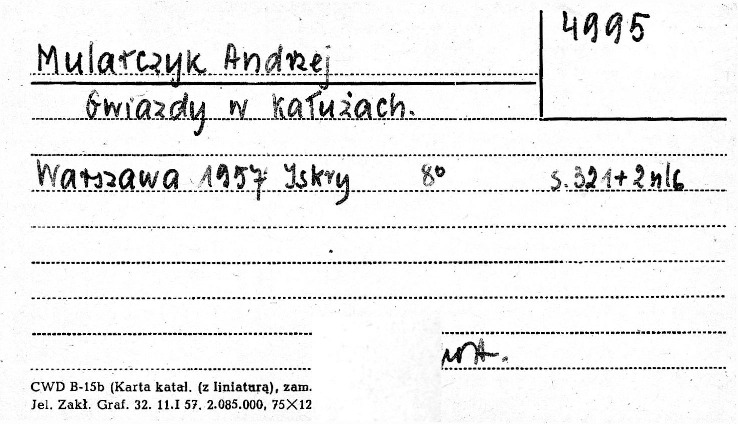 4995
Mularczyk Andrzej
Gwiazdy w kałużach.
Warszawa 1957 Iskry 8° s. 321+2 nlb
CWD B-15b (Karta katal. (z liniaturą), zam.
Jel. Zakł. Graf. 32. 11.I 57. 2.085.000, 75×12